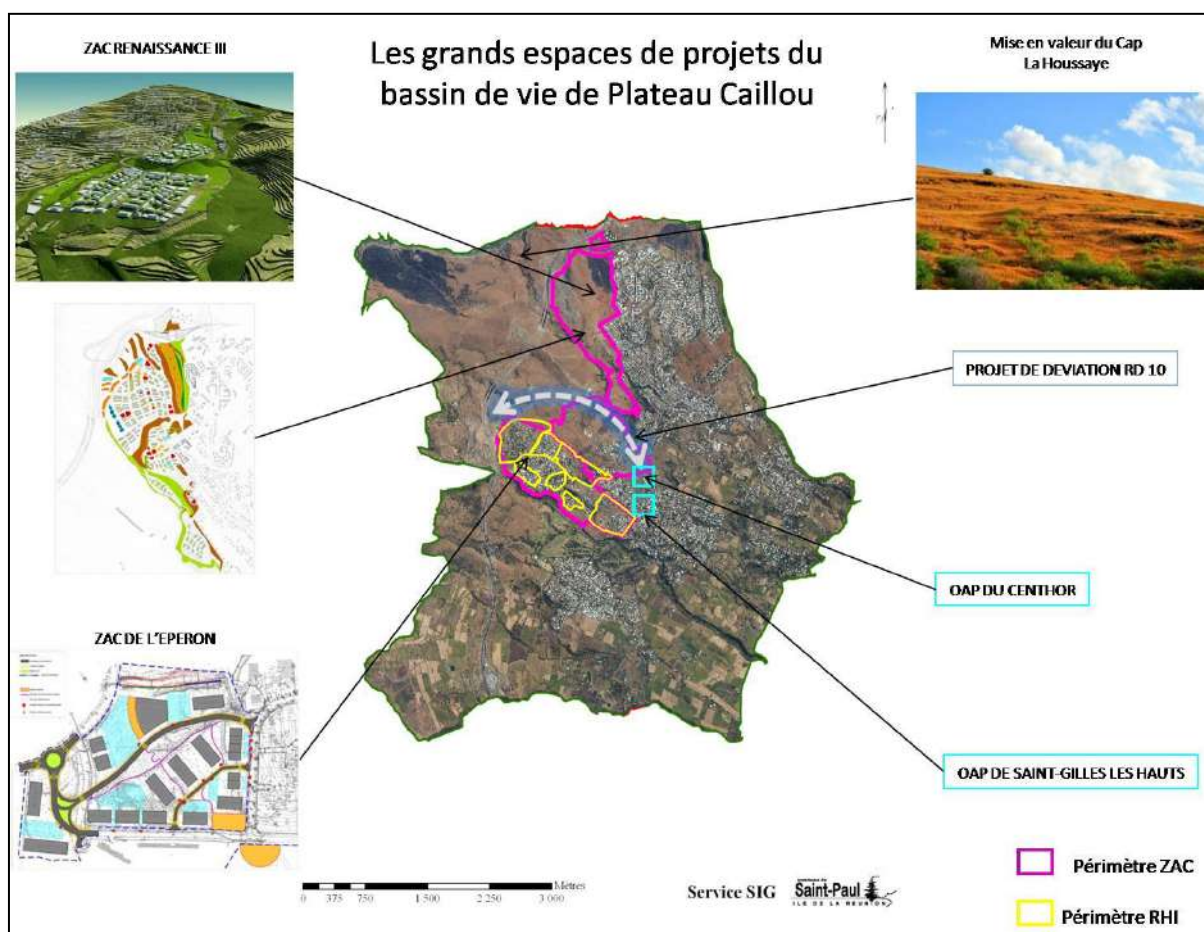 ZAC RENAISSANCE III
Les grands espaces de projets du
bassin de vie de Plateau Caillou
Mise en valeur du Cap
La Houssaye
PROJET DE DEVIATION RD 10
OAP DU CENTHOR
ZAC DE L'EPERON
OAP DE SAINT-GILLES LES HAUTS
Périmètre ZAC
Périmètre RHI
Mètres
0 375 750 1 500 2 250 3 000
Service SIG
Saint-Paul
ILE DE LA REUNION